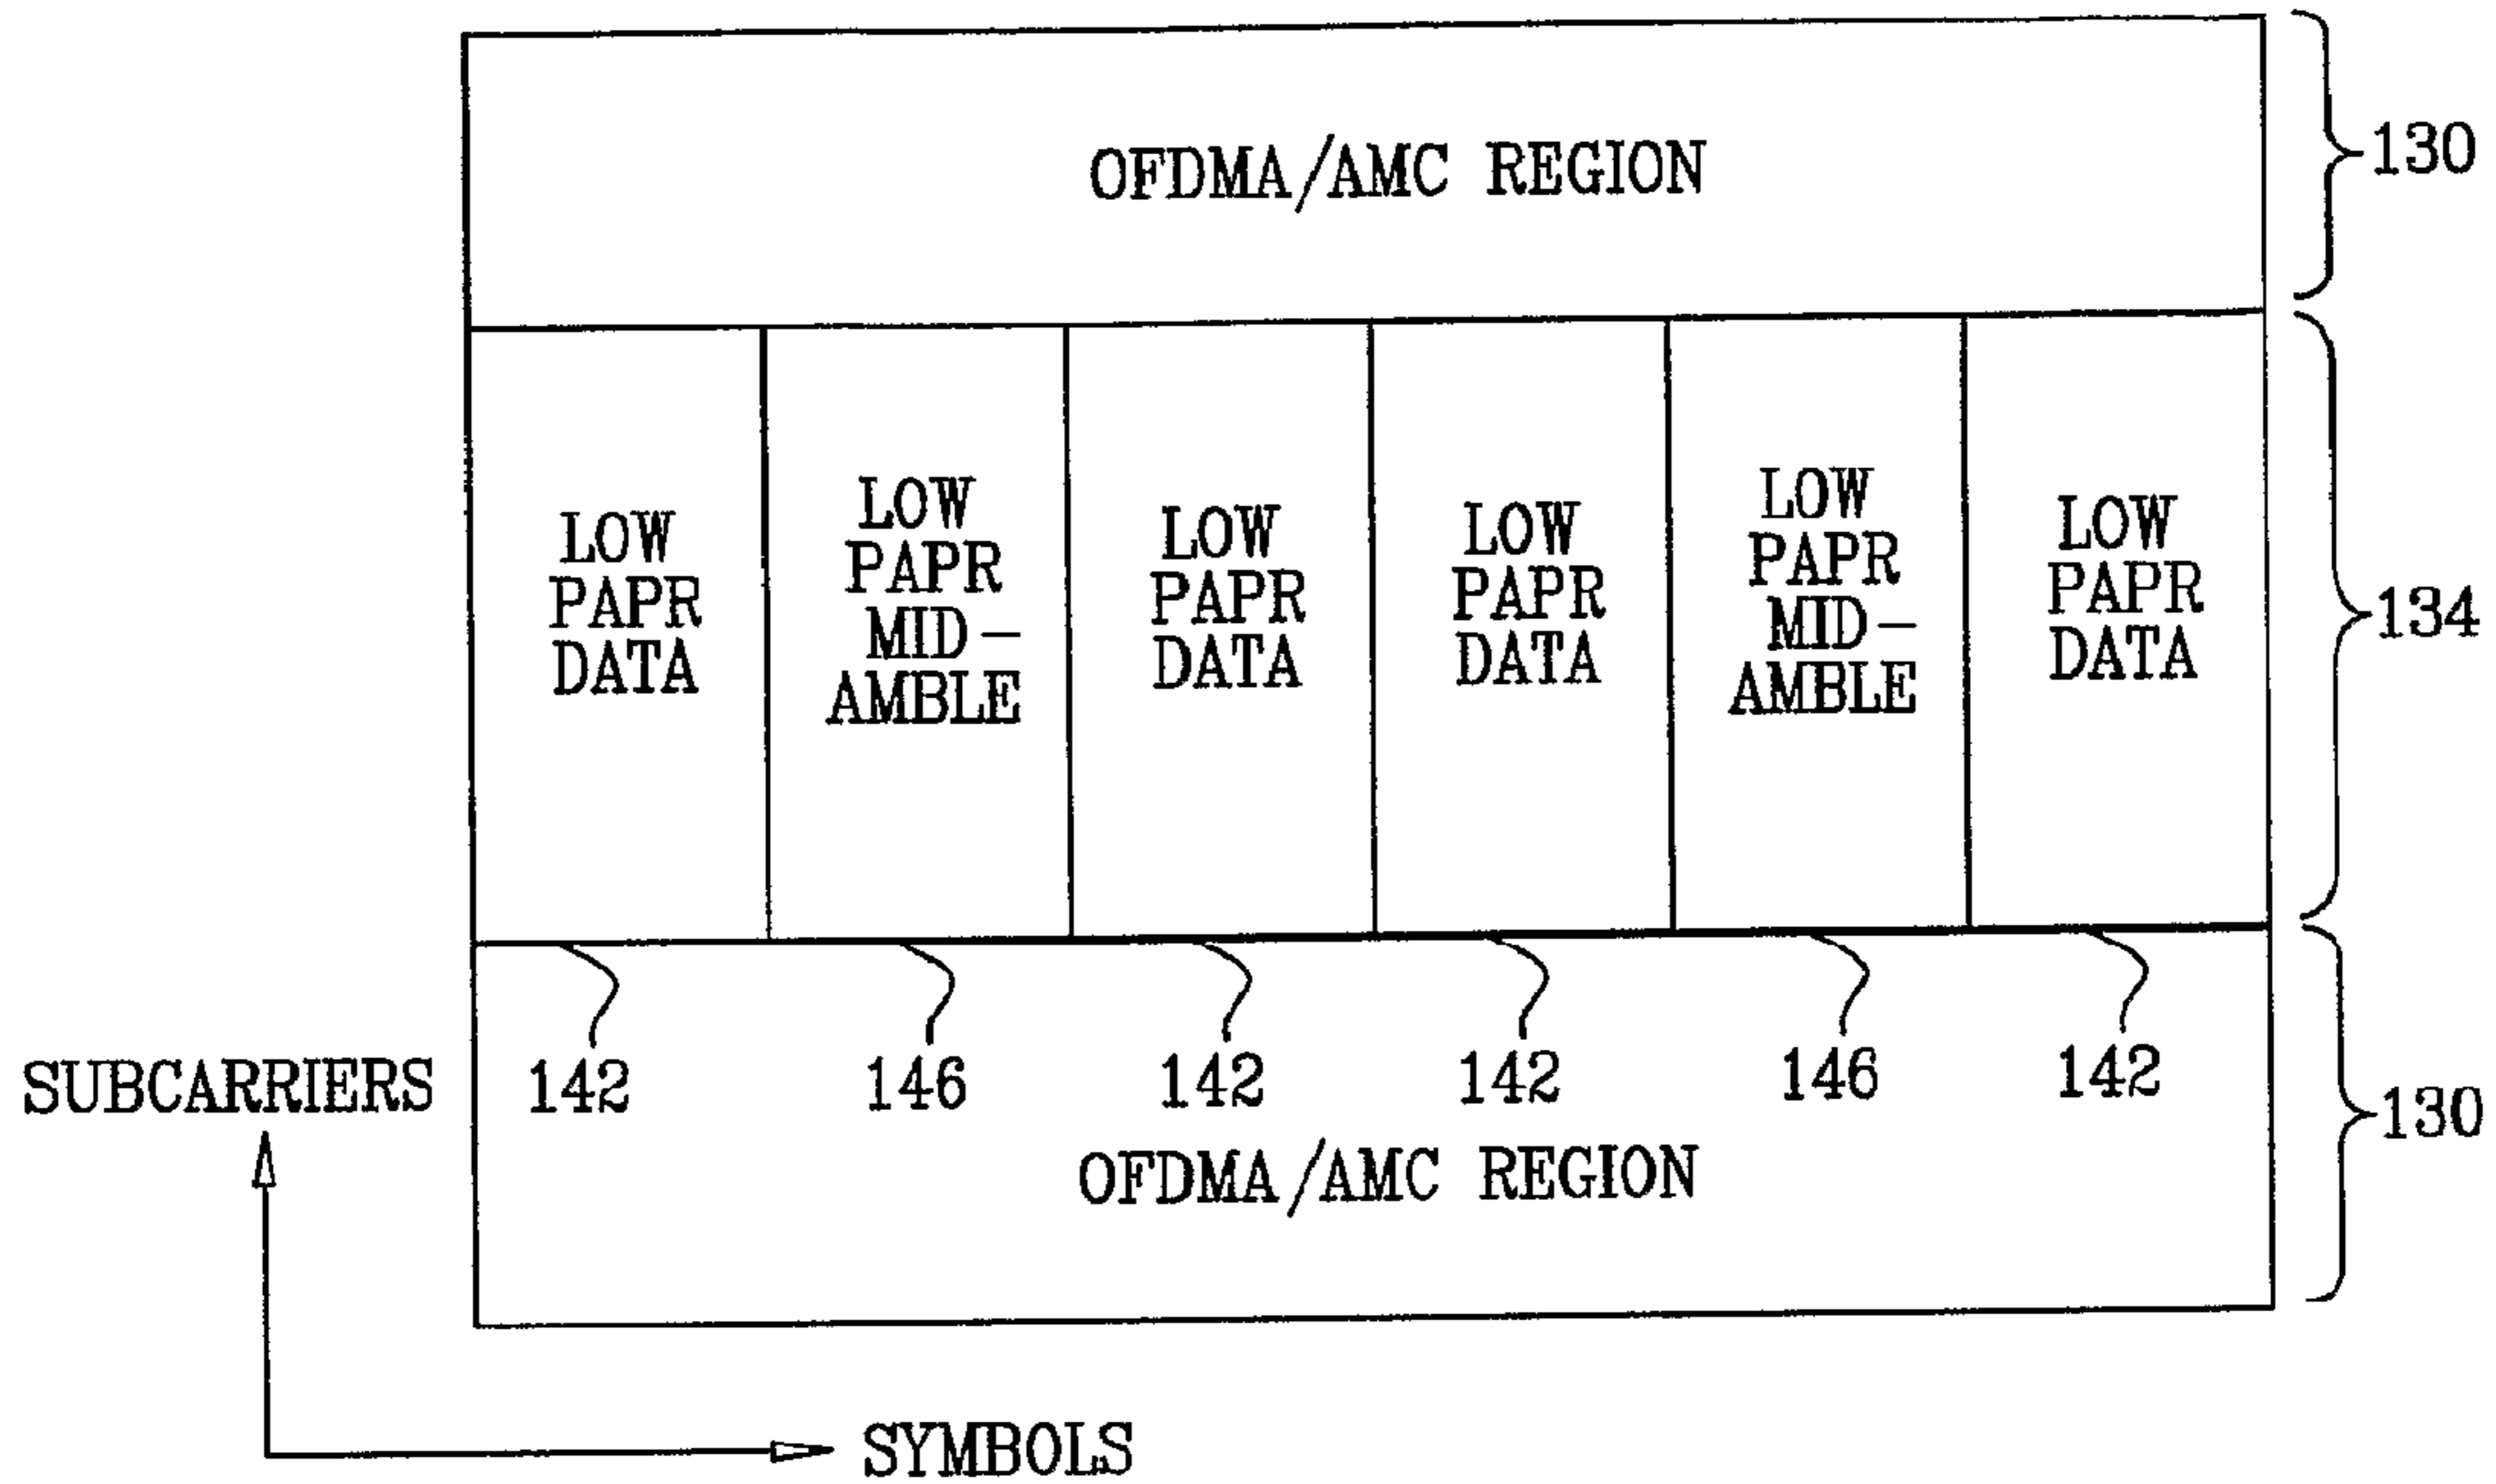 OFDMA/AMC REGION
130
LOW
PAPR
DATA
LOW
PAPR
MID-
AMBLE
LOW
PAPR
DATA
LOW
PAPR
DATA
LOW
PAPR
MID-
AMBLE
LOW
PAPR
DATA
134
142
146
142
142
146
142
OFDMA/AMC REGION
130
SUBCARRIERS
SYMBOLS